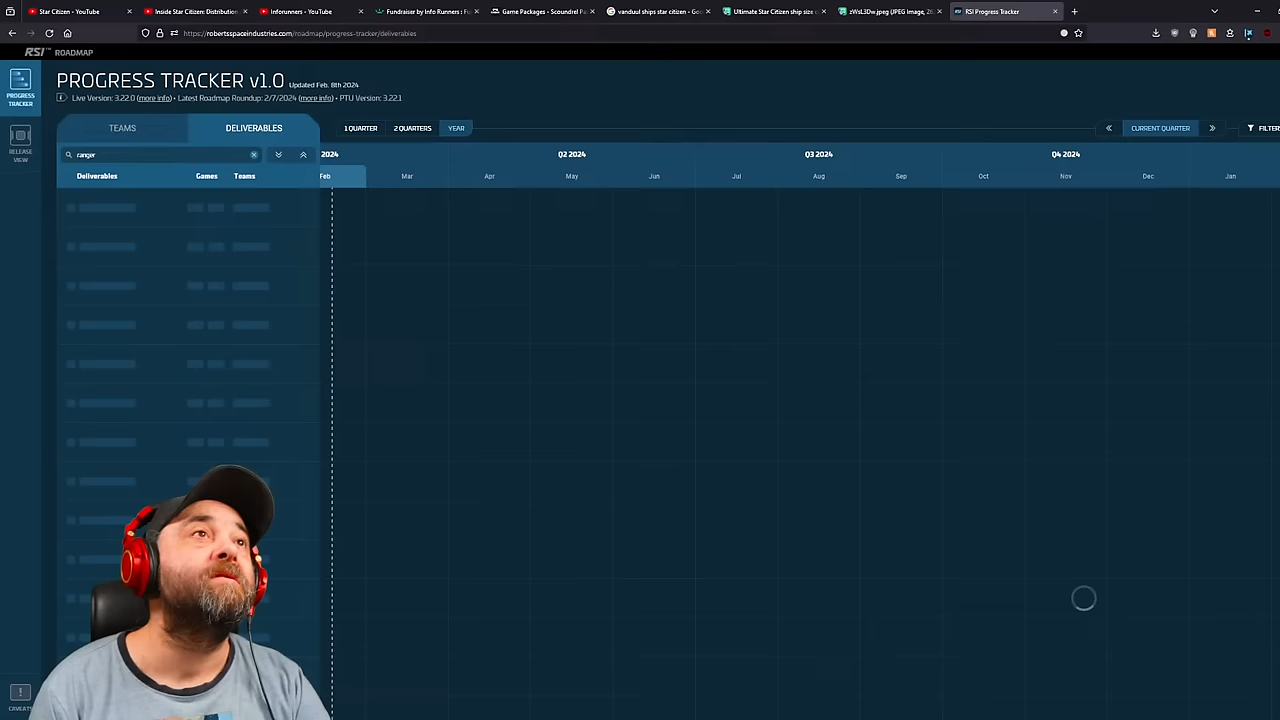 Star Citizen - YouTube
Inside Star Citizen: Distribution
Inforunners - YouTube
Fundraiser by Info Runners : Fu
Game Packages - Scoundrel P
vanduul ships star citizen - Goo
Ultimate Star Citizen ship size c
RSI Progress Tracker
https://robertsspaceindustries.com/roadmap/progress-tracker/deliverables
RSI ROADMAP
PROGRESS TRACKER
RELEASE VIEW
PROGRESS TRACKER v1.0 Updated Feb. 8th 2024
Live Version: 3.22.0 (more info) • Latest Roadmap Roundup: 2/7/2024 (more info) • PTU Version: 3.22.1
TEAMS DELIVERABLES 1 QUARTER 2 QUARTERS YEAR « CURRENT QUARTER » FILTER
ranger 2024 Q2 2024 Q3 2024 Q4 2024
Deliverables Games Teams Feb Mar Apr May Jun Jul Aug Sep Oct Nov Dec Jan
CAVEATS